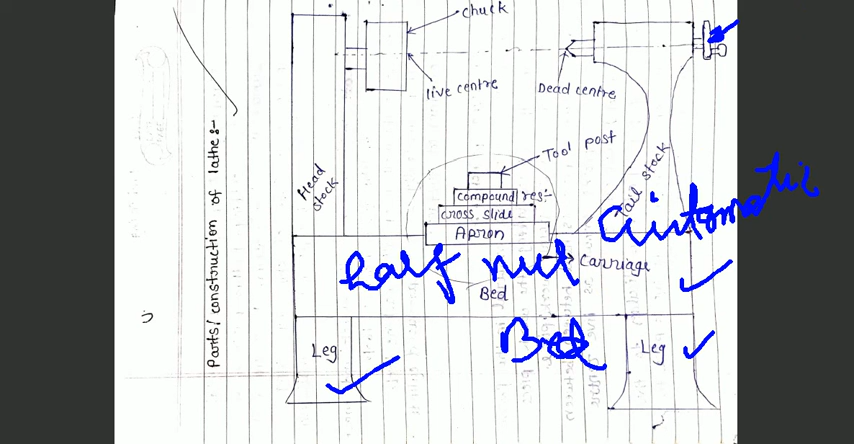 chuck
live centre
Dead centre
Tool post
Parts/construction of lathe:-
Head stock
compound rest
cross slide
Apron
Tail stock
Automatic
half nut
Carriage
Bed
Bed
Leg
Leg